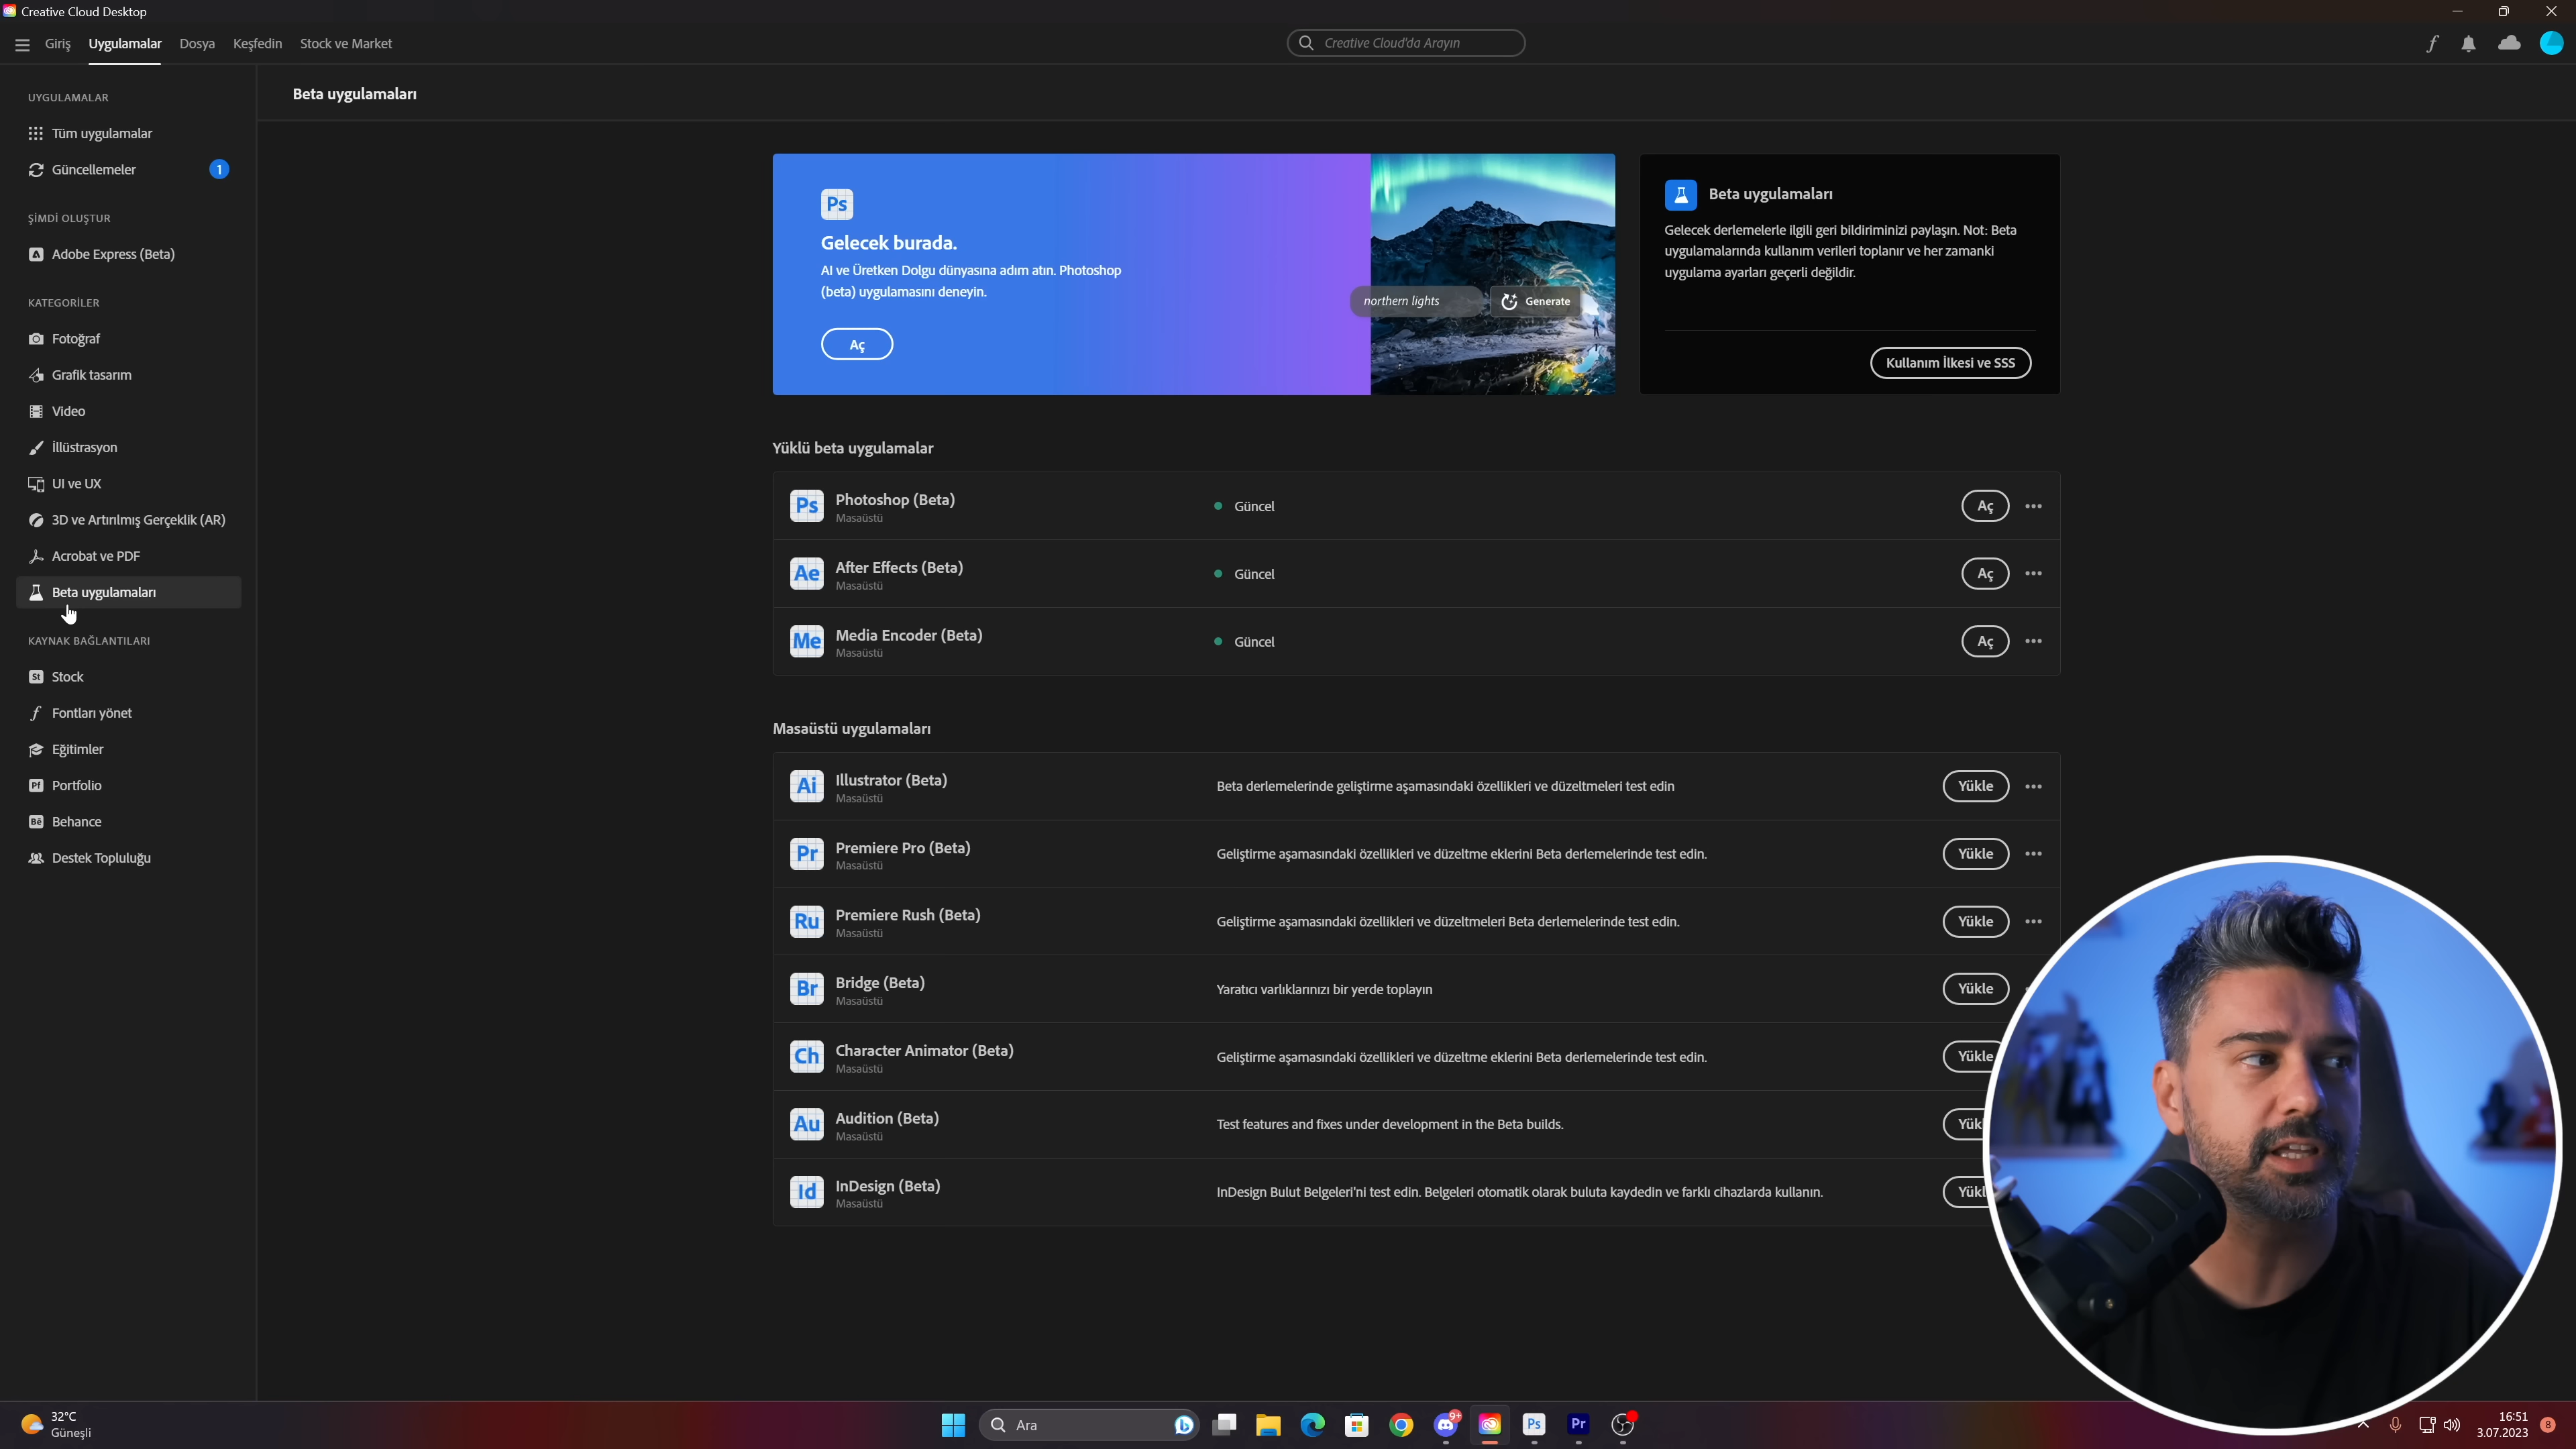 Creative Cloud Desktop
Giriş Uygulamalar Dosya Keşfedin Stock ve Market
Creative Cloud'da Arayın
UYGULAMALAR
Tüm uygulamalar
Güncellemeler 1
ŞİMDİ OLUŞTUR
Adobe Express (Beta)
KATEGORİLER
Fotoğraf
Grafik tasarım
Video
İllüstrasyon
UI ve UX
3D ve Artırılmış Gerçeklik (AR)
Acrobat ve PDF
Beta uygulamaları
KAYNAK BAĞLANTILARI
St Stock
Fontları yönet
Eğitimler
Pf Portfolio
Bē Behance
Destek Topluluğu
Beta uygulamaları
Ps
Gelecek burada.
AI ve Üretken Dolgu dünyasına adım atın. Photoshop
(beta) uygulamasını deneyin.
Aç
northern lights Generate
Beta uygulamaları
Gelecek derlemelerle ilgili geri bildiriminizi paylaşın. Not: Beta
uygulamalarında kullanım verileri toplanır ve her zamanki
uygulama ayarları geçerli değildir.
Kullanım İlkesi ve SSS
Yüklü beta uygulamalar
Ps Photoshop (Beta) Güncel Aç
Masaüstü
Ae After Effects (Beta) Güncel Aç
Masaüstü
Me Media Encoder (Beta) Güncel Aç
Masaüstü
Masaüstü uygulamaları
Ai Illustrator (Beta) Beta derlemelerinde geliştirme aşamasındaki özellikleri ve düzeltmeleri test edin Yükle
Masaüstü
Pr Premiere Pro (Beta) Geliştirme aşamasındaki özellikleri ve düzeltme eklerini Beta derlemelerinde test edin. Yükle
Masaüstü
Ru Premiere Rush (Beta) Geliştirme aşamasındaki özellikleri ve düzeltmeleri Beta derlemelerinde test edin. Yükle
Masaüstü
Br Bridge (Beta) Yaratıcı varlıklarınızı bir yerde toplayın Yükle
Masaüstü
Ch Character Animator (Beta) Geliştirme aşamasındaki özellikleri ve düzeltme eklerini Beta derlemelerinde test edin. Yükle
Masaüstü
Au Audition (Beta) Test features and fixes under development in the Beta builds. Yük
Masaüstü
Id InDesign (Beta) InDesign Bulut Belgeleri'ni test edin. Belgeleri otomatik olarak buluta kaydedin ve farklı cihazlarda kullanın. Yükl
Masaüstü
32°C
Güneşli
Ara
9+
Ps Pr
16:51
3.07.2023
8